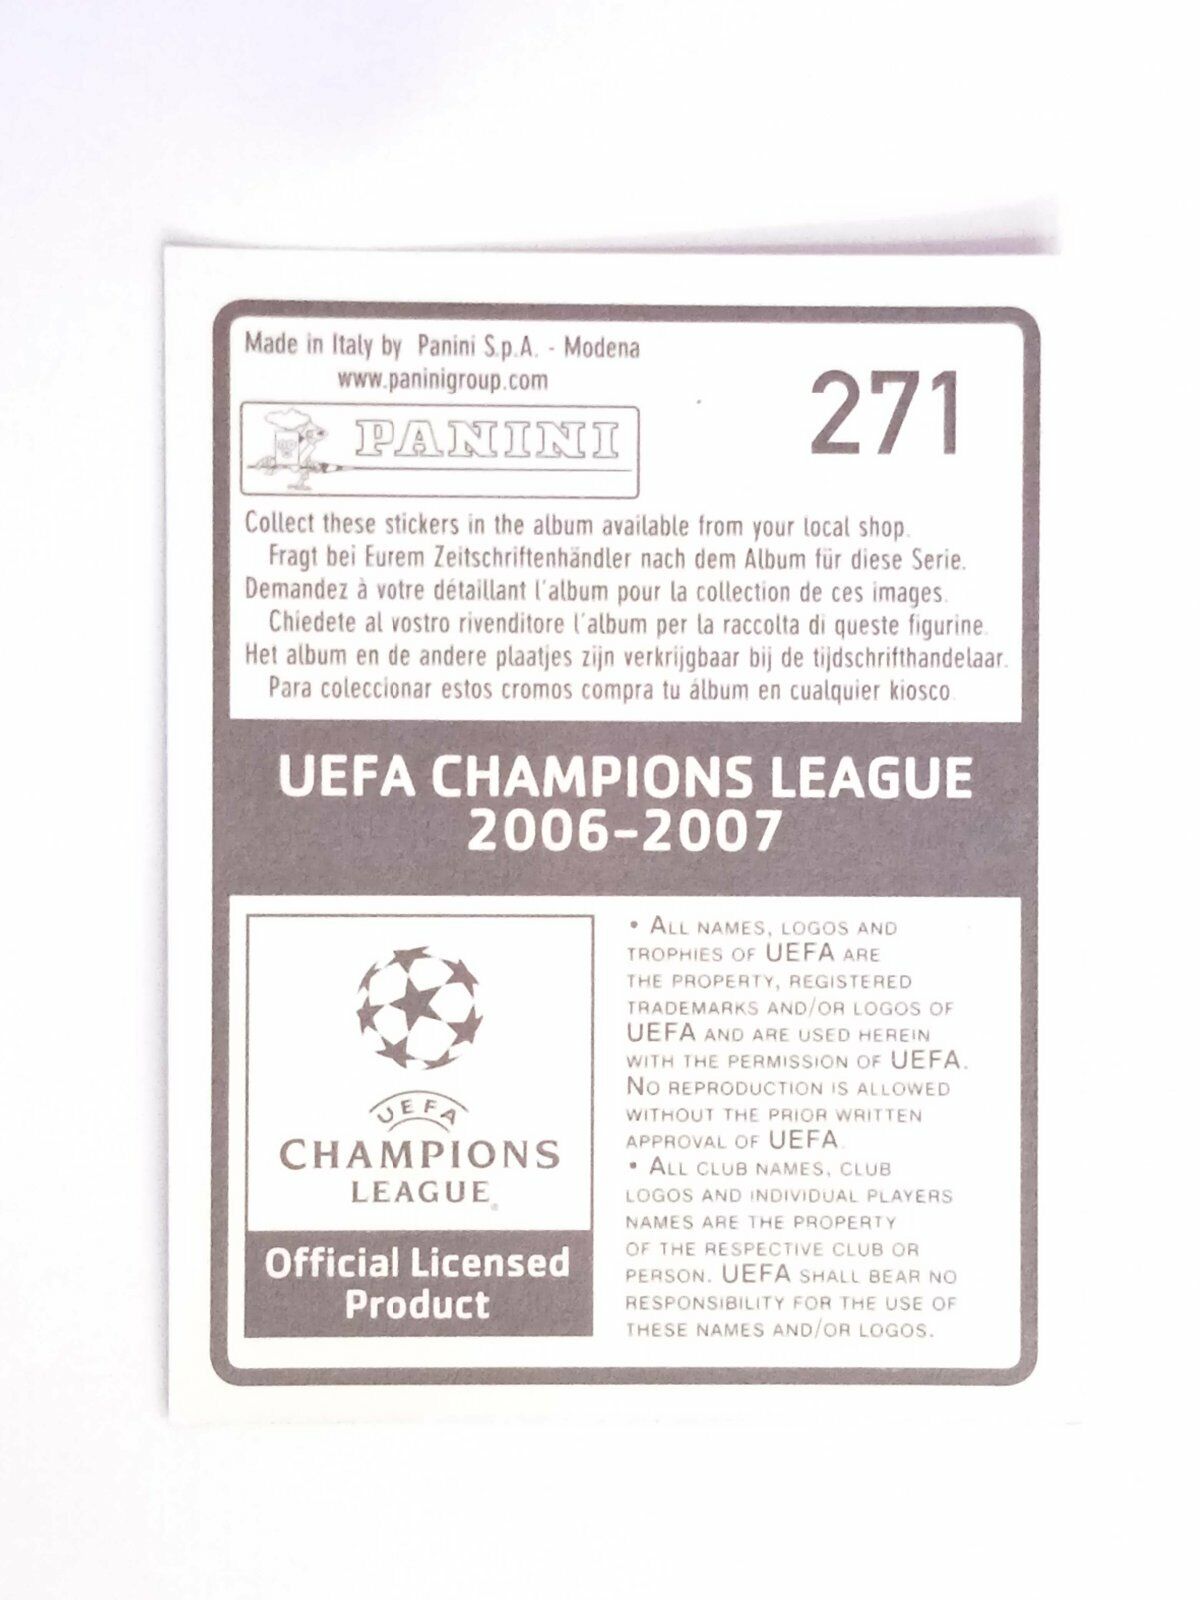 Made in Italy by Panini S.p.A. - Modena
www.paninigroup.com
271
PANINI
Collect these stickers in the album available from your local shop.
Fragt bei Eurem Zeitschriftenhändler nach dem Album für diese Serie.
Demandez à votre détaillant l'album pour la collection de ces images.
Chiedete al vostro rivenditore l'album per la raccolta di queste figurine.
Het album en de andere plaatjes zijn verkrijgbaar bij de tijdschrifthandelaar.
Para coleccionar estos cromos compra tu álbum en cualquier kiosco.
UEFA CHAMPIONS LEAGUE
2006-2007
UEFA
CHAMPIONS
LEAGUE®
Official Licensed
Product
• ALL NAMES, LOGOS AND
TROPHIES OF UEFA ARE
THE PROPERTY, REGISTERED
TRADEMARKS AND/OR LOGOS OF
UEFA AND ARE USED HEREIN
WITH THE PERMISSION OF UEFA.
NO REPRODUCTION IS ALLOWED
WITHOUT THE PRIOR WRITTEN
APPROVAL OF UEFA.
• ALL CLUB NAMES, CLUB
LOGOS AND INDIVIDUAL PLAYERS
NAMES ARE THE PROPERTY
OF THE RESPECTIVE CLUB OR
PERSON. UEFA SHALL BEAR NO
RESPONSIBILITY FOR THE USE OF
THESE NAMES AND/OR LOGOS.